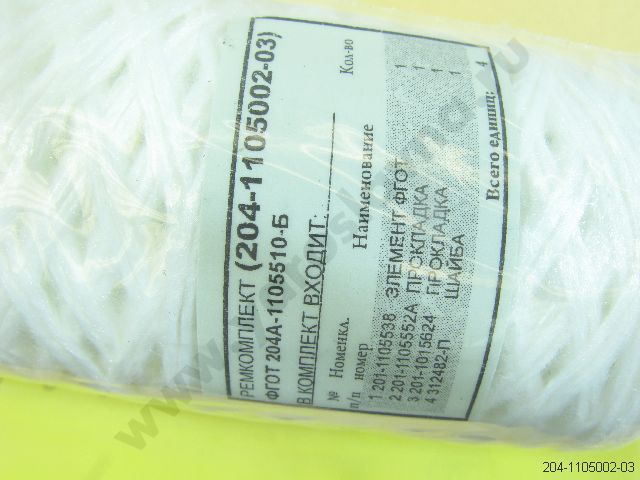 РЕМКОМПЛЕКТ (204-1105002-03)
ФГОТ 204А-1105510-Б
В КОМПЛЕКТ ВХОДИТ:
№ Номенкл. Наименование Кол-во
п/п номер
1 201-1105538 ЭЛЕМЕНТ ФГОТ 1
2 201-1105552А ПРОКЛАДКА 1
3 201-1015624 ПРОКЛАДКА 1
4 312482-П ШАЙБА 1
Всего единиц: 4
204-1105002-03